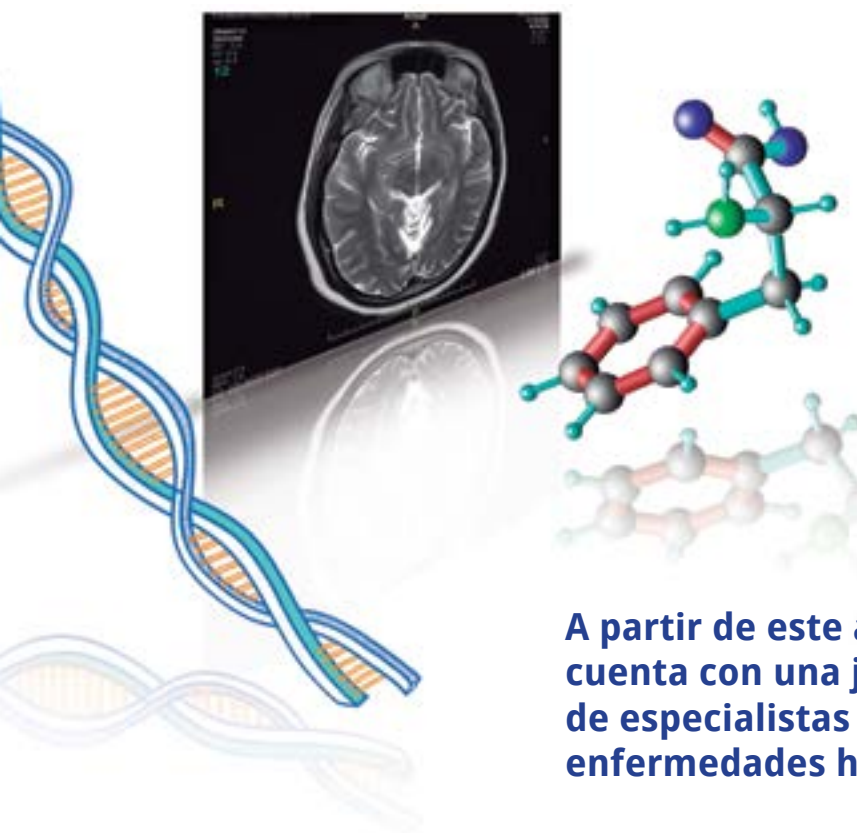 A partir de este a
cuenta con una j
de especialistas
enfermedades h